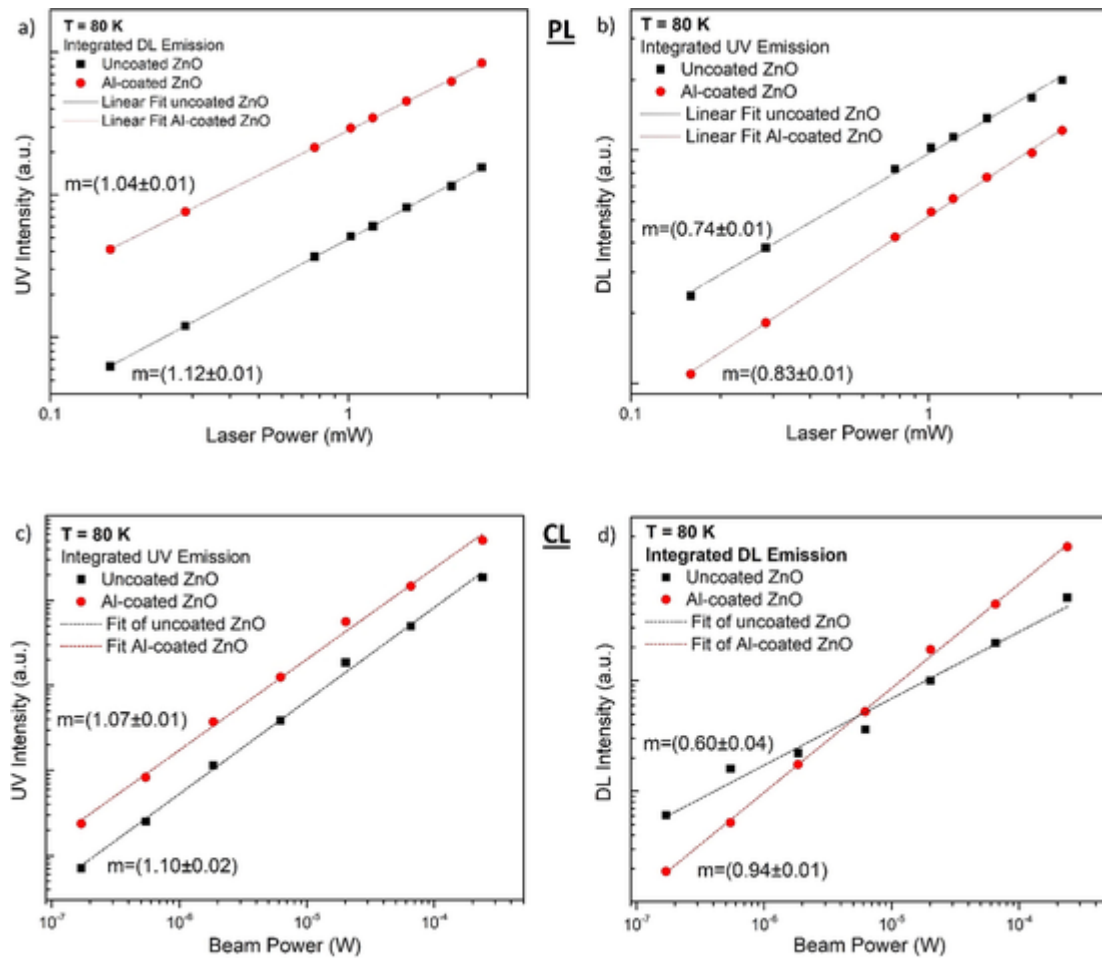 a)
T = 80 K
Integrated DL Emission
Uncoated ZnO
Al-coated ZnO
Linear Fit uncoated ZnO
Linear Fit Al-coated ZnO
m=(1.04±0.01)
m=(1.12±0.01)
UV Intensity (a.u.)
0.1
1
Laser Power (mW)
PL
b)
T = 80 K
Integrated UV Emission
Uncoated ZnO
Al-coated ZnO
Linear Fit uncoated ZnO
Linear Fit Al-coated ZnO
m=(0.74±0.01)
m=(0.83±0.01)
DL Intensity (a.u.)
0.1
1
Laser Power (mW)
c)
T = 80 K
Integrated UV Emission
Uncoated ZnO
Al-coated ZnO
Fit of uncoated ZnO
Fit Al-coated ZnO
m=(1.07±0.01)
m=(1.10±0.02)
UV Intensity (a.u.)
10⁻⁷ 10⁻⁶ 10⁻⁵ 10⁻⁴
Beam Power (W)
CL
d)
T = 80 K
Integrated DL Emission
Uncoated ZnO
Al-coated ZnO
Fit of uncoated ZnO
Fit of Al-coated ZnO
m=(0.60±0.04)
m=(0.94±0.01)
DL Intensity (a.u.)
10⁻⁷ 10⁻⁶ 10⁻⁵ 10⁻⁴
Beam Power (W)